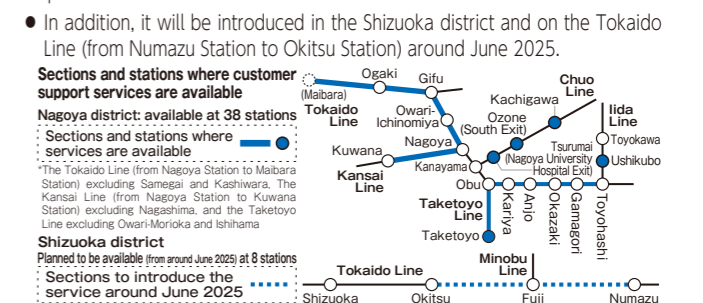 ● In addition, it will be introduced in the Shizuoka district and on the Tokaido
Line (from Numazu Station to Okitsu Station) around June 2025.
Sections and stations where customer
support services are available
Nagoya district: available at 38 stations
Sections and stations where
services are available
*The Tokaido Line (from Nagoya Station to Maibara
Station) excluding Samegai and Kashiwara, The
Kansai Line (from Nagoya Station to Kuwana
Station) excluding Nagashima, and the Taketoyo
Line excluding Owari-Morioka and Ishihama
Shizuoka district
Planned to be available (from around June 2025) at 8 stations
Sections to introduce the
service around June 2025
(Maibara)
Ogaki
Gifu
Tokaido
Line
Owari-
Ichinomiya
Nagoya
Kuwana
Kansai
Line
Kanayama
Kachigawa
Ozone
(South Exit)
Chuo
Line
Tsurumai
(Nagoya University
Hospital Exit)
Iida
Line
Toyokawa
Ushikubo
Obu
Taketoyo
Line
Taketoyo
Kariya
Anjo
Okazaki
Gamagori
Toyohashi
Tokaido Line
Minobu
Line
Shizuoka
Okitsu
Fuji
Numazu